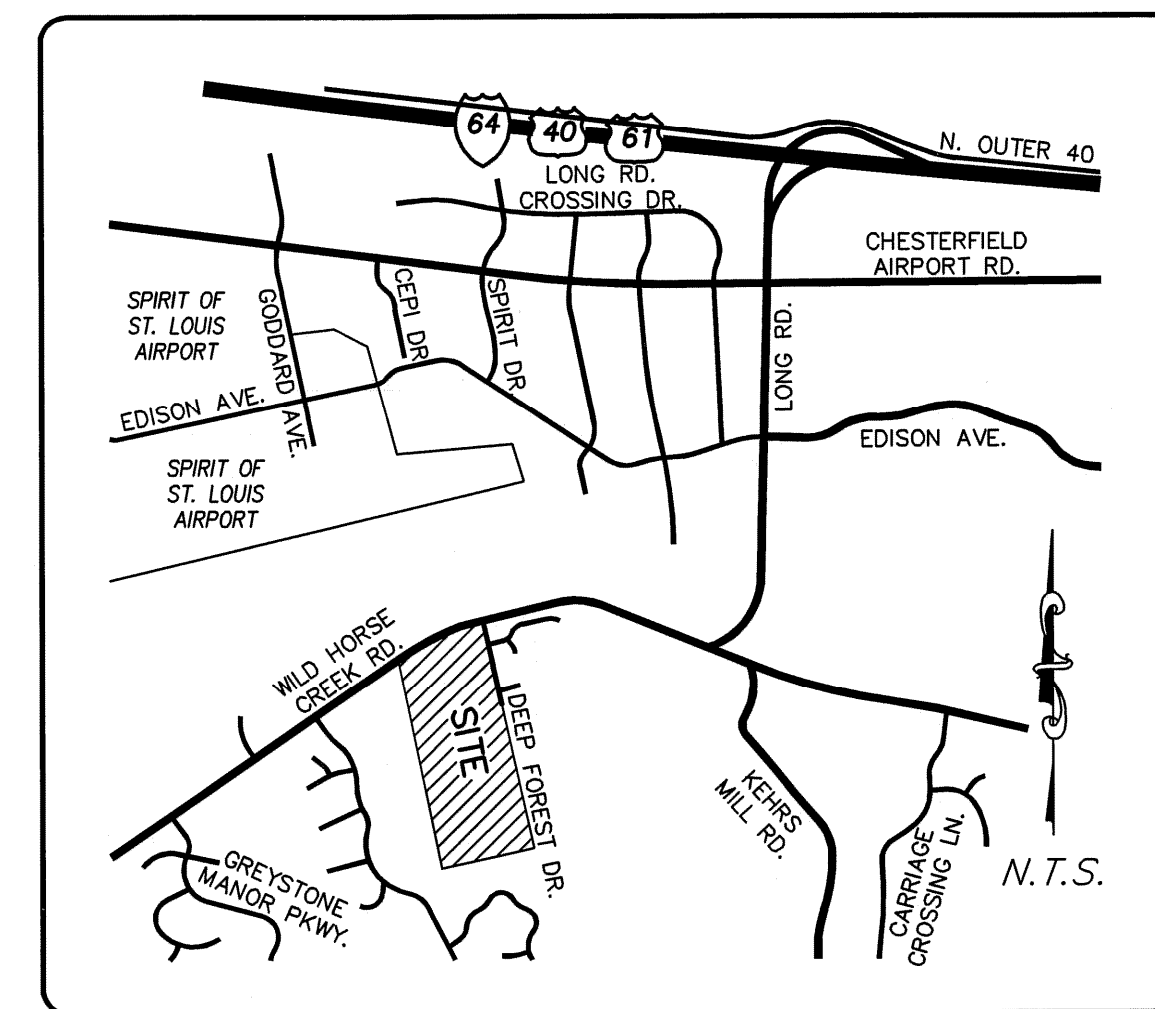 64
40
61
N. OUTER 40
LONG RD.
CROSSING DR.
CHESTERFIELD
AIRPORT RD.
SPIRIT OF
ST. LOUIS
AIRPORT
GODDARD AVE.
CEPI DR.
SPIRIT DR.
LONG RD.
EDISON AVE.
EDISON AVE.
SPIRIT OF
ST. LOUIS
AIRPORT
WILD HORSE
CREEK RD.
SITE
DEEP FOREST DR.
KEHRS
MILL RD.
GREYSTONE
MANOR PKWY.
CARRIAGE
CROSSING LN.
N.T.S.